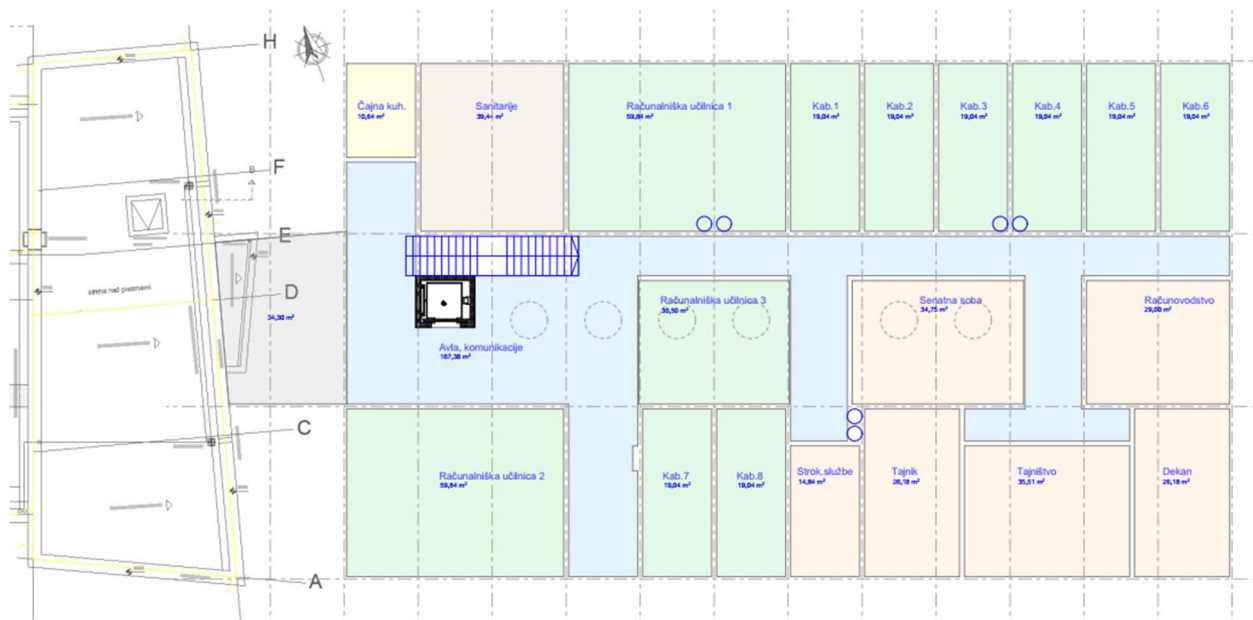 H
F
B
E
D
C
A
streha nad pisarnami
34,30 m²
Čajna kuh.
10,64 m²
Sanitarije
39,44 m²
Računalniška učilnica 1
59,84 m²
Kab.1
19,04 m²
Kab.2
19,04 m²
Kab.3
19,04 m²
Kab.4
19,04 m²
Kab.5
19,04 m²
Kab.6
19,04 m²
Računalniška učilnica 3
30,50 m²
Senatna soba
34,75 m²
Računovodstvo
29,00 m²
Avla, komunikacije
167,38 m²
Računalniška učilnica 2
59,84 m²
Kab.7
19,04 m²
Kab.8
19,04 m²
Strok.službe
14,84 m²
Tajnik
26,18 m²
Tajništvo
35,51 m²
Dekan
26,18 m²